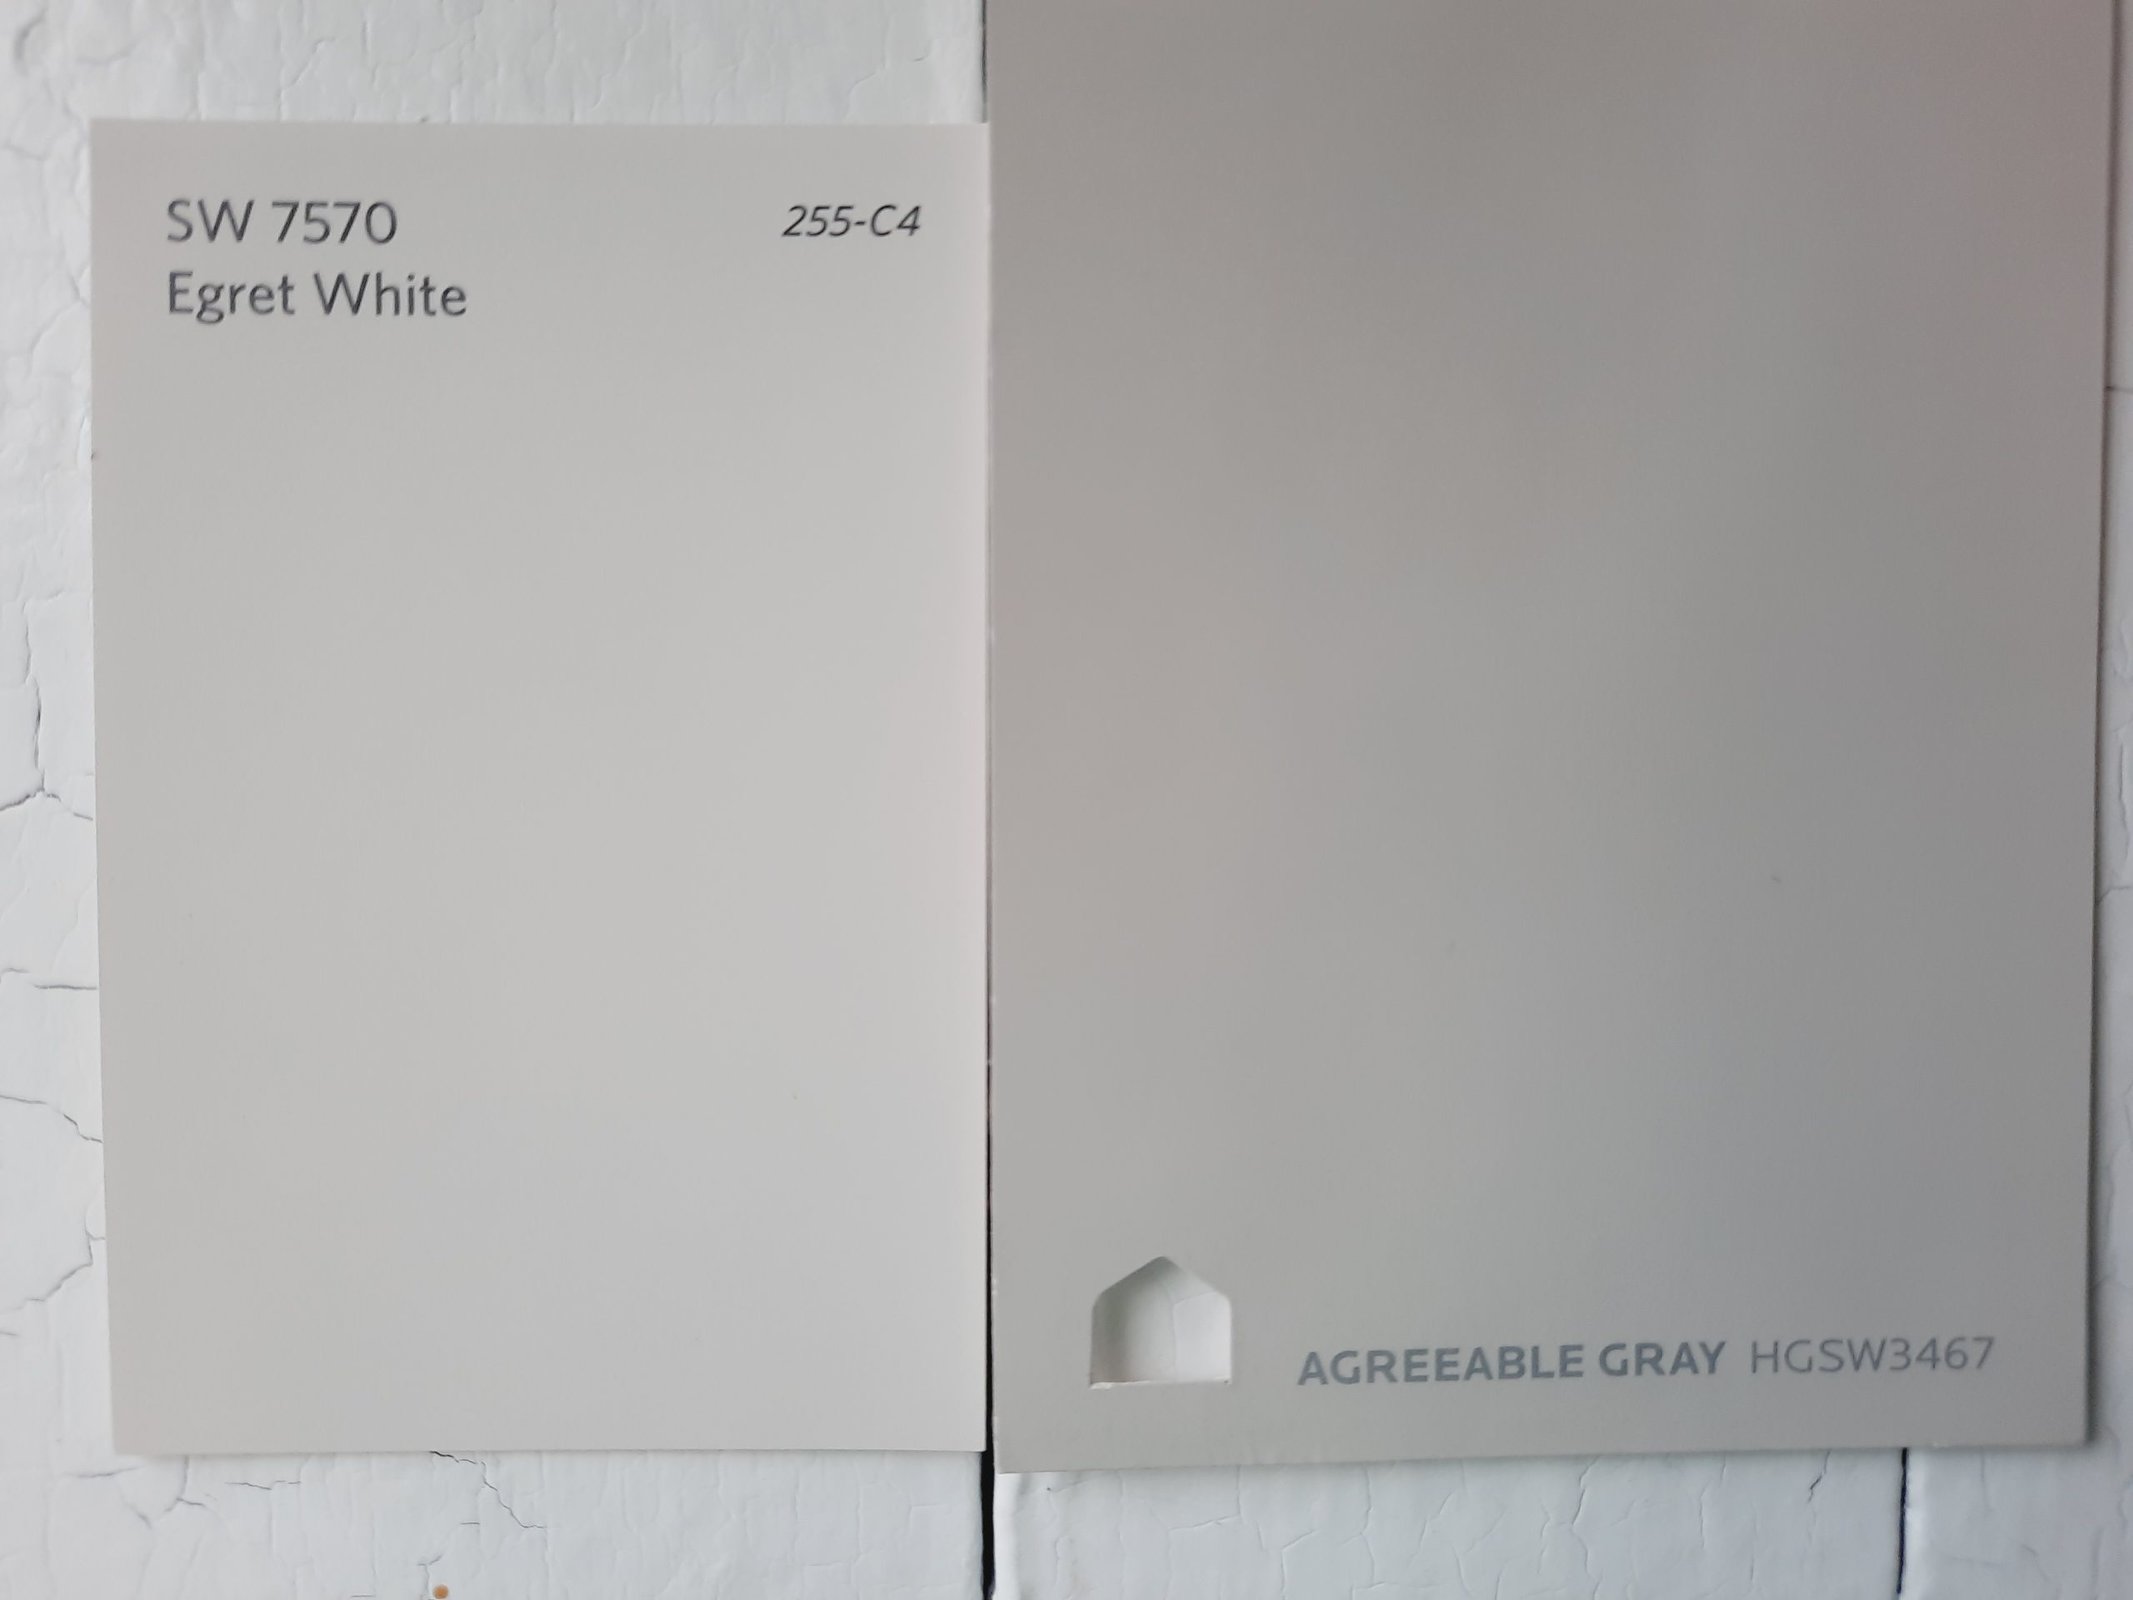 SW 7570
255-C4
Egret White
AGREEABLE GRAY HGSW3467